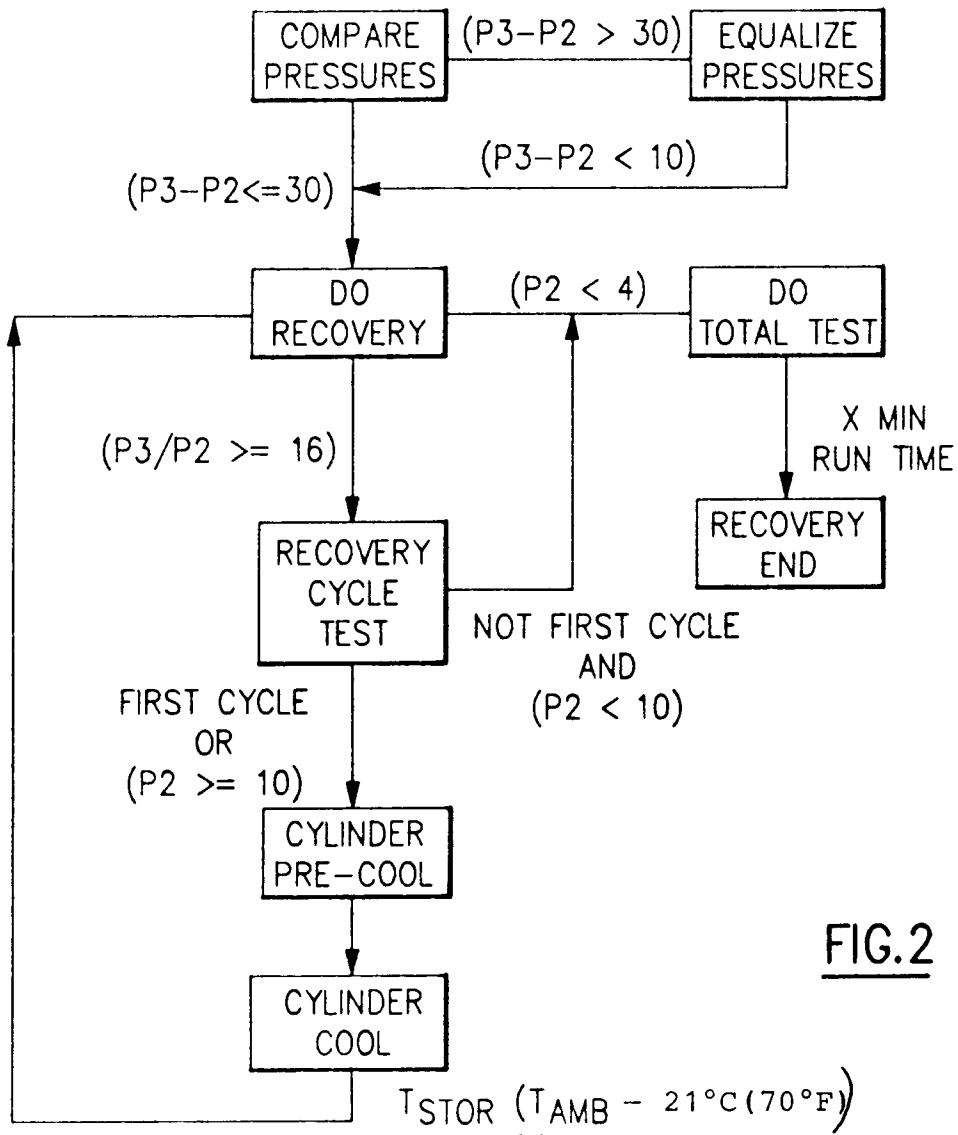 COMPARE
PRESSURES
(P3-P2 > 30)
EQUALIZE
PRESSURES
(P3-P2 < 10)
(P3-P2<=30)
DO
RECOVERY
(P2 < 4)
DO
TOTAL TEST
(P3/P2 >= 16)
X MIN
RUN TIME
RECOVERY
CYCLE
TEST
RECOVERY
END
NOT FIRST CYCLE
AND
(P2 < 10)
FIRST CYCLE
OR
(P2 >= 10)
CYLINDER
PRE-COOL
CYLINDER
COOL
FIG.2
TSTOR (TAMB - 21°C(70°F)